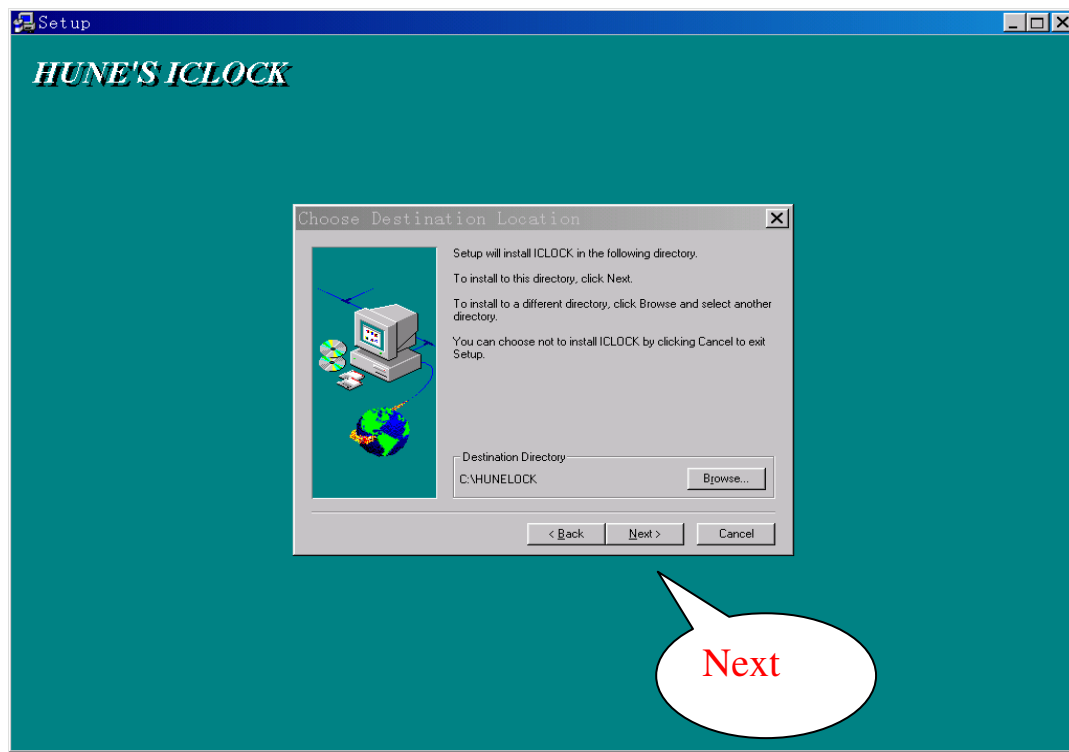 Setup
HUNE'S ICLOCK
Choose Destination Location
Setup will install ICLOCK in the following directory.
To install to this directory, click Next.
To install to a different directory, click Browse and select another
directory.
You can choose not to install ICLOCK by clicking Cancel to exit
Setup.
Destination Directory
C:\HUNELOCK
Browse...
< Back
Next >
Cancel
Next